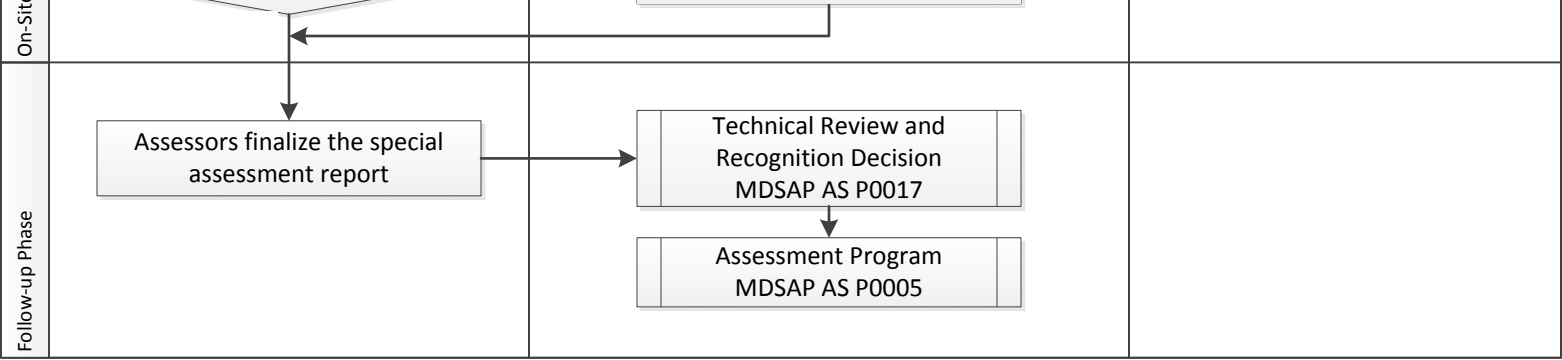 On-Site
Assessors finalize the special
assessment report
Technical Review and
Recognition Decision
MDSAP AS P0017
Assessment Program
MDSAP AS P0005
Follow-up Phase